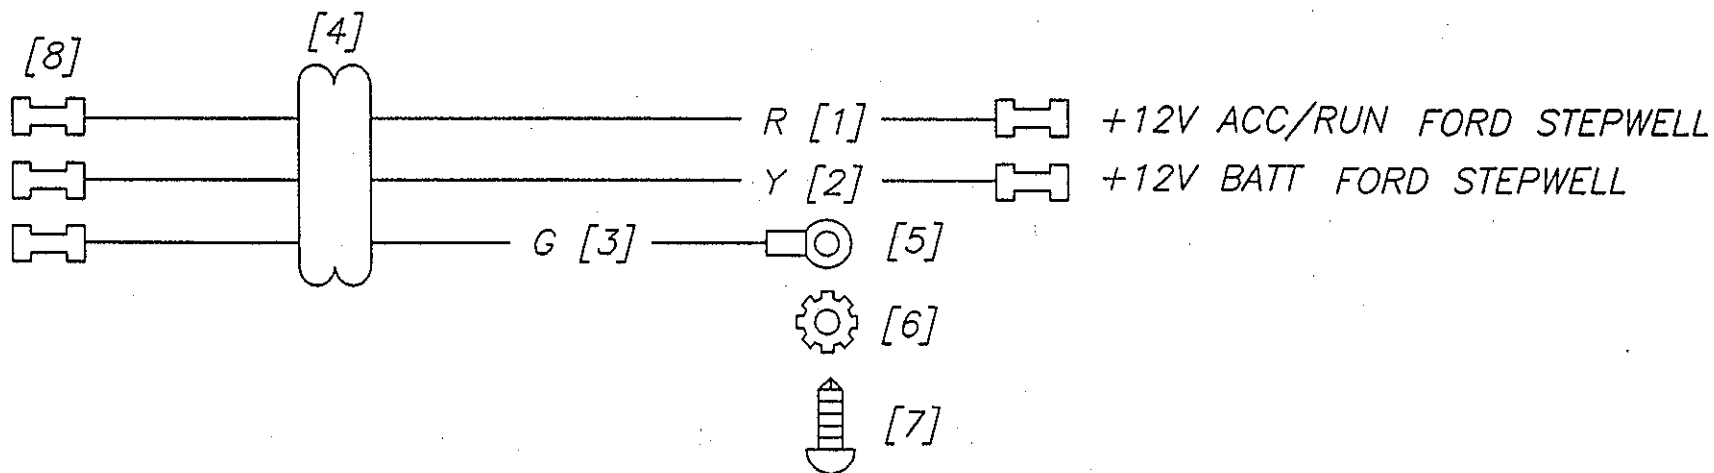 [4]
[8]
R [1] +12V ACC/RUN FORD STEPWELL
Y [2] +12V BATT FORD STEPWELL
G [3] [5]
[6]
[7]